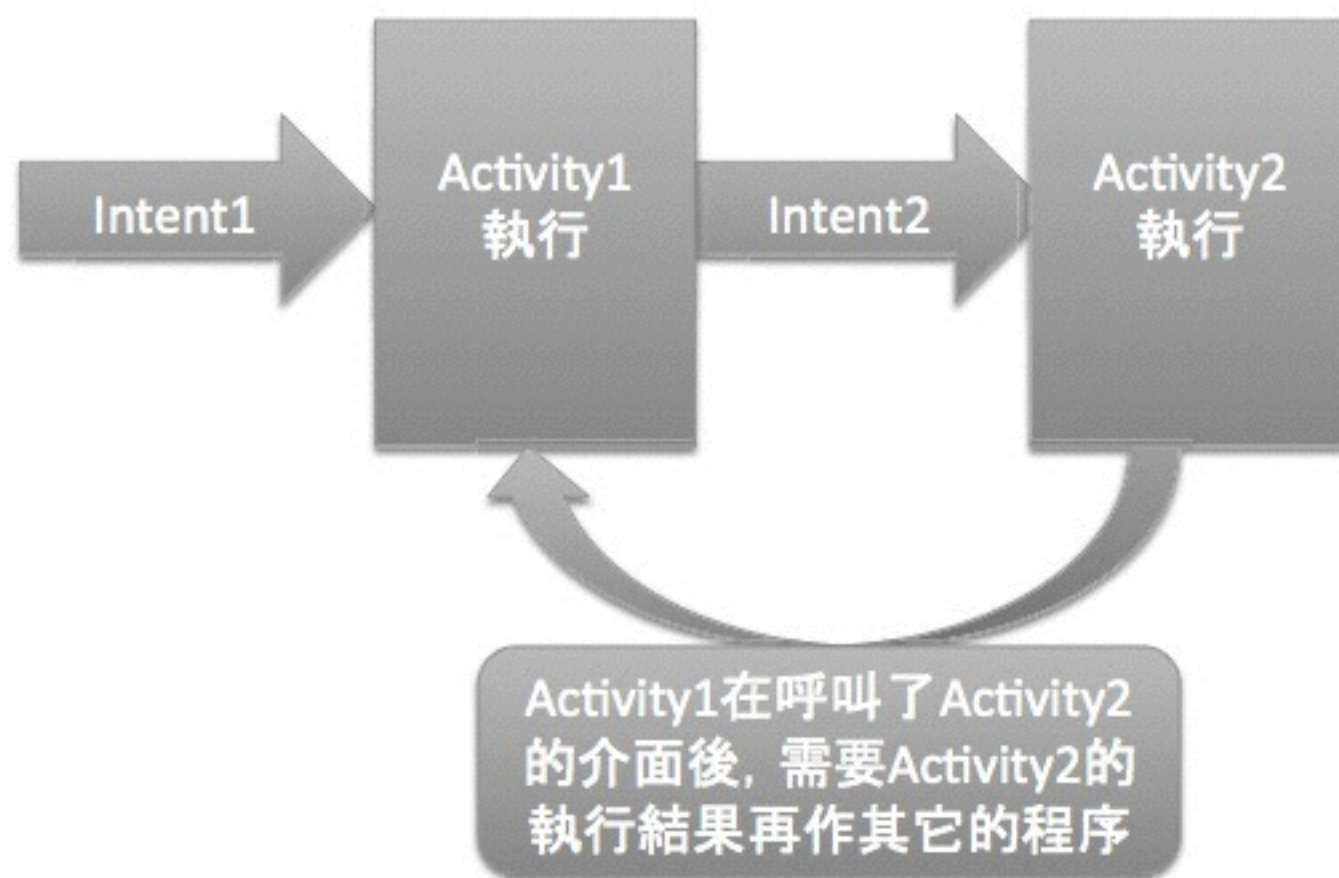 Intent1
Activity1
執行
Intent2
Activity2
執行
Activity1在呼叫了Activity2
的介面後, 需要Activity2的
執行結果再作其它的程序